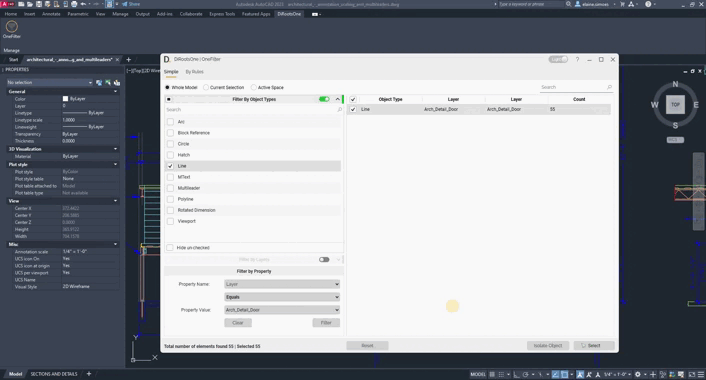 Share
Autodesk AutoCAD 2023 architectural_-_annotation_scaling_and_multileaders.dwg
Type a keyword or phrase
elaine.simoes
Home Insert Annotate Parametric View Manage Output Add-ins Collaborate Express Tools Featured Apps DiRootsOne
OneFilter
Manage
Start
architectural_-_anno...g_and_multileaders*
PROPERTIES
No selection
General
Color ByLayer
Layer 0
Linetype ByLayer
Linetype scale 1.0000
Lineweight ByLayer
Transparency ByLayer
Thickness 0.0000
3D Visualisation
Material ByLayer
Plot style
Plot style ByColor
Plot style table None
Plot table attached to Model
Plot table type Not available
View
Center X
Center Y
Center Z 0.0000
Height
Width
Misc
Annotation scale 1/4" = 1'-0"
UCS icon On Yes
UCS icon at origin Yes
UCS per viewport Yes
UCS Name
Visual Style 2D Wireframe
[-][Top][2D Wire
DiRootsOne | OneFilter
Light
Simple By Rules
Whole Model Current Selection Active Space
Search
Filter By Object Types
Search
Arc
Block Reference
Circle
Hatch
Line
MText
Multileader
Polyline
Rotated Dimension
Viewport
Hide un-checked
Filter by Layers
Filter by Property
Property Name: Layer
Equals
Property Value: Arch_Detail_Door
Clear Filter
Object Type Layer Layer Count
Line Arch_Detail_Door Arch_Detail_Door 55
Total number of elements found 55 | Selected 55
Reset
Isolate Object
Select
N
W TOP E
S
WCS
Y
X
Model SECTIONS AND DETAILS
MODEL
1/4" = 1'-0"